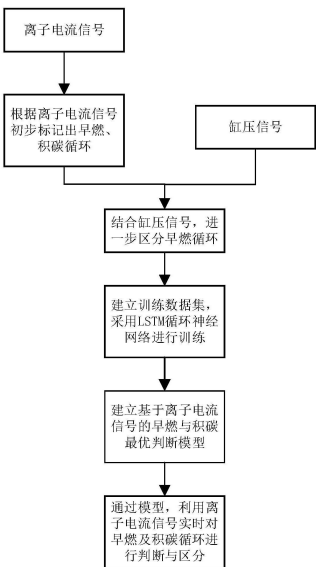 离子电流信号
根据离子电流信号
初步标记出早燃、
积碳循环
缸压信号
结合缸压信号，进
一步区分早燃循环
建立训练数据集，
采用LSTM循环神经
网络进行训练
建立基于离子电流
信号的早燃与积碳
最优判断模型
通过模型，利用离
子电流信号实时对
早燃及积碳循环进
行判断与区分